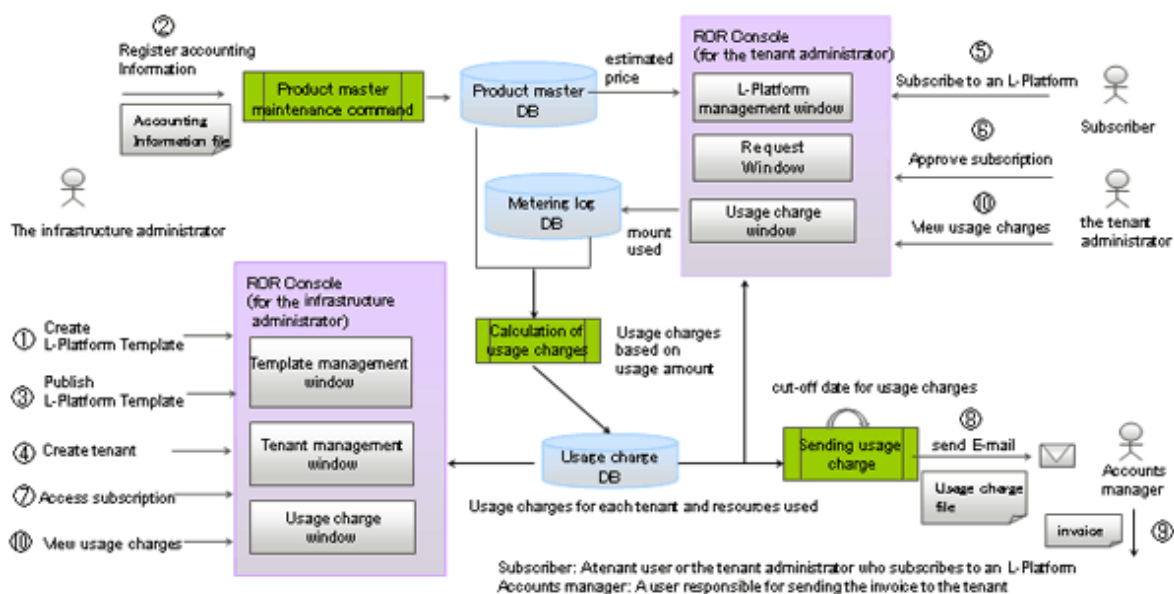 ②
Register accounting
Information
Accounting
Information file
The infrastructure administrator
Product master
maintenance command
Product master
DB
estimated
price
ROR Console
(for the tenant administrator)
L-Platform
management window
Request
Window
Usage charge
window
⑤
Subscribe to an L-Platform
Subscriber
⑥
Approve subscription
⑩
View usage charges
the tenant
administrator
Metering log
DB
mount
used
ROR Console
(for the infrastructure
administrator)
Template management
window
Tenant management
window
Usage charge
window
① Create
L-Platform Template
③ Publish
L-Platform Template
④ Create tenant
⑦ Access subscription
⑩ View usage charges
Calculation of
usage charges
Usage charges
based on
usage amount
Usage charge
DB
Usage charges for each tenant and resources used
cut-off date for usage charges
Sending usage
charge
⑧
send E-mail
Usage charge
file
Accounts
manager
invoice
⑨
Subscriber: Atenant user or the tenant administrator who subscribes to an L-Platform
Accounts manager: A user responsible for sending the invoice to the tenant